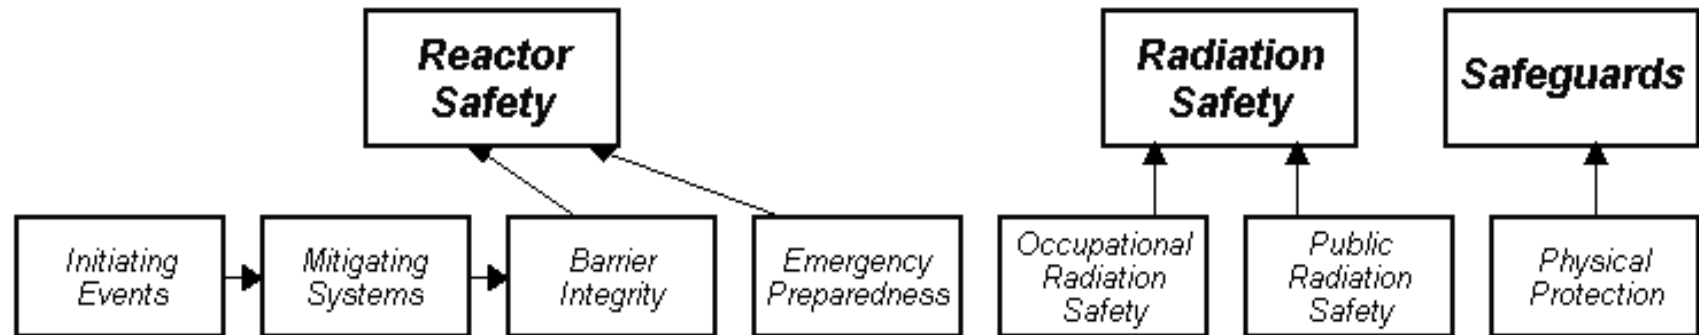 Reactor
Safety
Radiation
Safety
Safeguards
Initiating
Events
Mitigating
Systems
Barrier
Integrity
Emergency
Preparedness
Occupational
Radiation
Safety
Public
Radiation
Safety
Physical
Protection